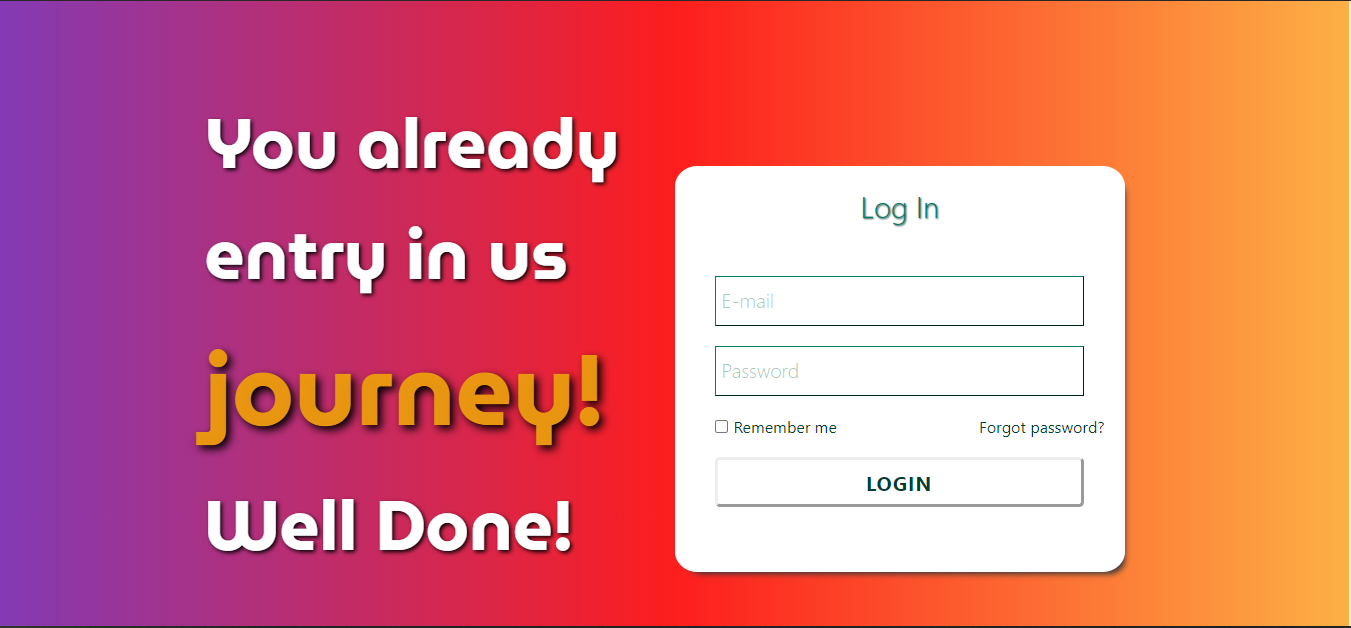 You already
entry in us
journey!
Well Done!
Log In
E-mail
Password
Remember me
Forgot password?
LOGIN